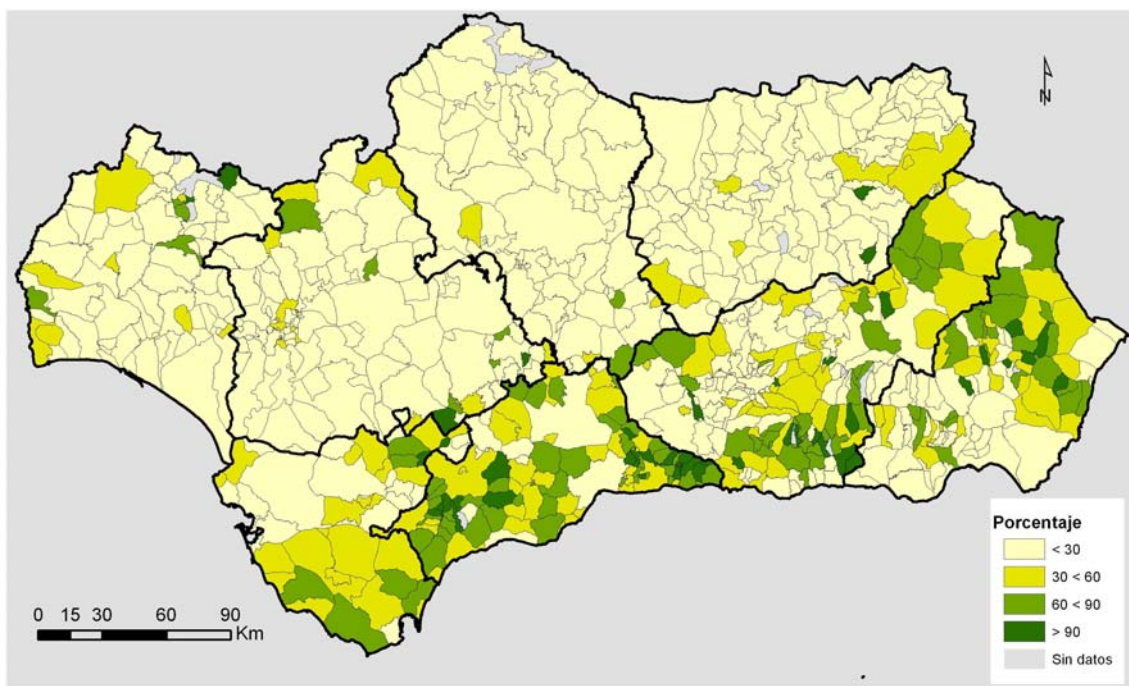 N
0 15 30 60 90
Km
Porcentaje
< 30
30 < 60
60 < 90
> 90
Sin datos